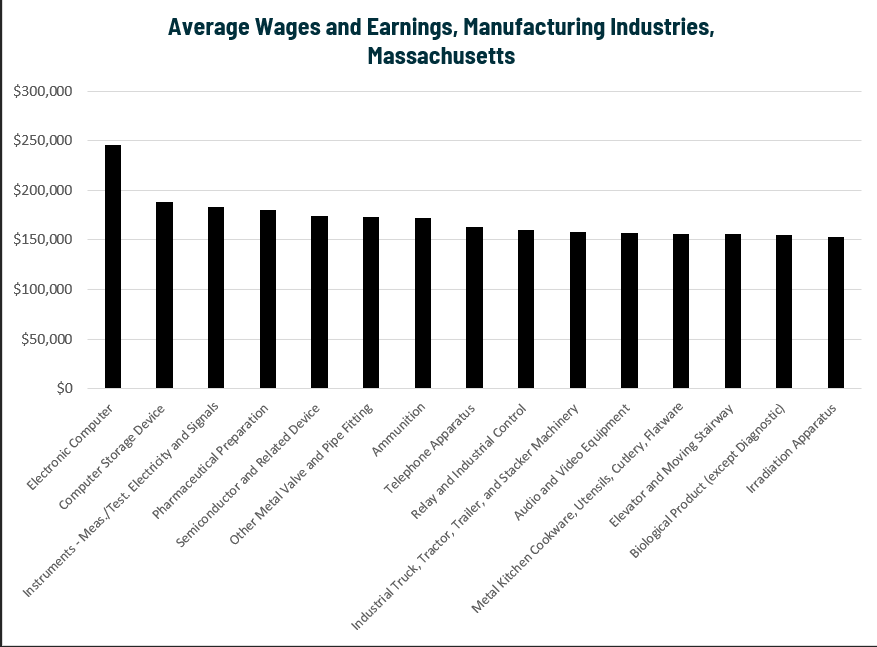 Average Wages and Earnings, Manufacturing Industries,
Massachusetts
$300,000
$250,000
$200,000
$150,000
$100,000
$50,000
$0
Electronic Computer
Computer Storage Device
Instruments - Meas./Test. Electricity and Signals
Pharmaceutical Preparation
Semiconductor and Related Device
Other Metal Valve and Pipe Fitting
Ammunition
Telephone Apparatus
Relay and Industrial Control
Industrial Truck, Tractor, Trailer, and Stacker Machinery
Audio and Video Equipment
Metal Kitchen Cookware, Utensils, Cutlery, Flatware
Elevator and Moving Stairway
Biological Product (except Diagnostic)
Irradiation Apparatus